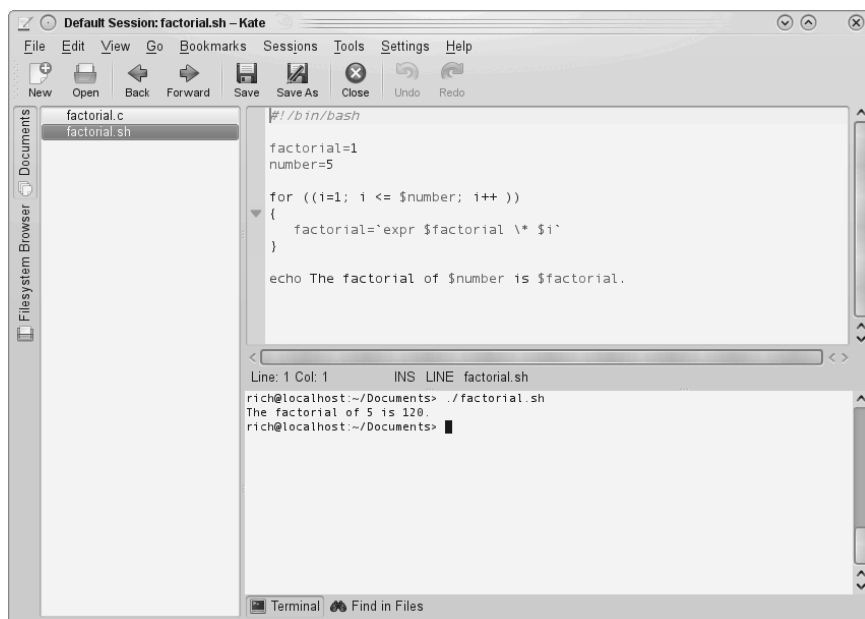 Default Session: factorial.sh – Kate
File Edit View Go Bookmarks Sessions Tools Settings Help
New Open Back Forward Save Save As Close Undo Redo
Documents
Filesystem Browser
factorial.c
factorial.sh
#!/bin/bash
factorial=1
number=5
for ((i=1; i <= $number; i++ ))
{
factorial=`expr $factorial \* $i`
}
echo The factorial of $number is $factorial.
Line: 1 Col: 1 INS LINE factorial.sh
rich@localhost:~/Documents> ./factorial.sh
The factorial of 5 is 120.
rich@localhost:~/Documents>
Terminal Find in Files